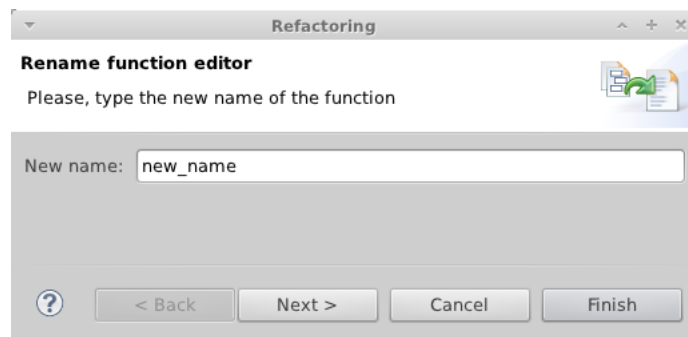 Refactoring
Rename function editor
Please, type the new name of the function
New name: new_name
? < Back Next > Cancel Finish